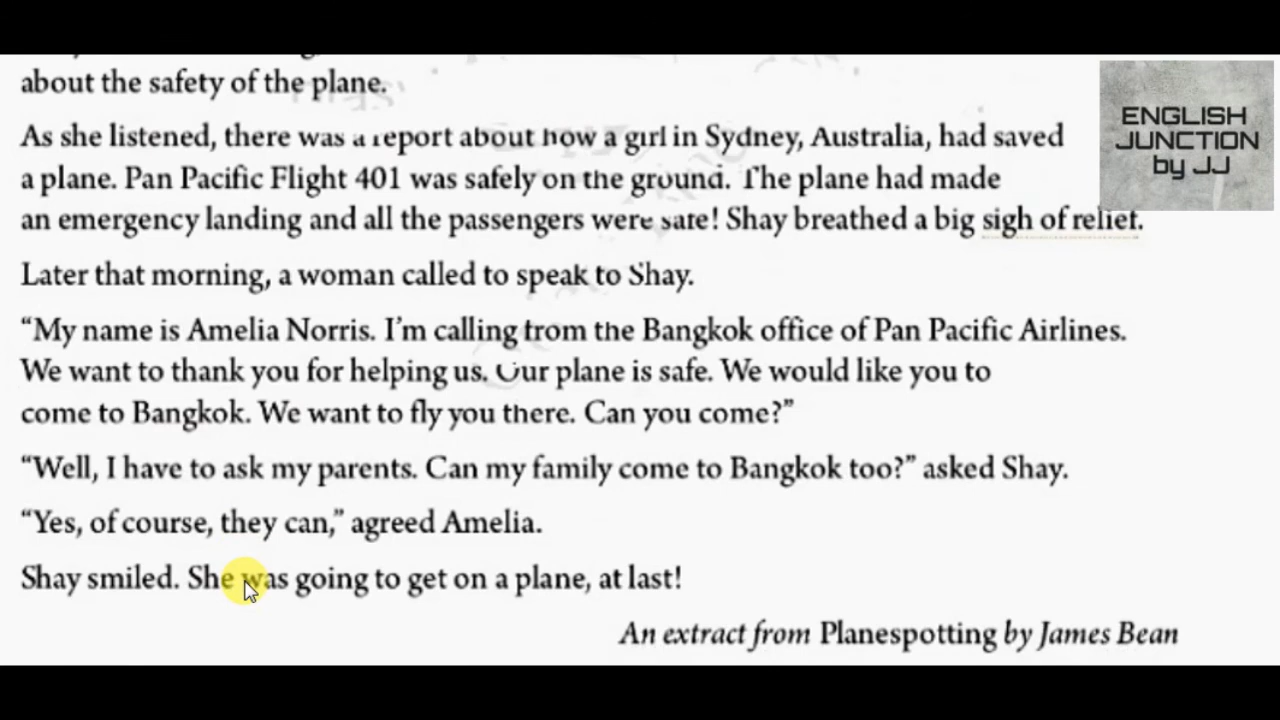 about the safety of the plane.
As she listened, there was a report about how a girl in Sydney, Australia, had saved
a plane. Pan Pacific Flight 401 was safely on the ground. The plane had made
an emergency landing and all the passengers were safe! Shay breathed a big sigh of relief.
Later that morning, a woman called to speak to Shay.
“My name is Amelia Norris. I’m calling from the Bangkok office of Pan Pacific Airlines.
We want to thank you for helping us. Our plane is safe. We would like you to
come to Bangkok. We want to fly you there. Can you come?”
“Well, I have to ask my parents. Can my family come to Bangkok too?” asked Shay.
“Yes, of course, they can,” agreed Amelia.
Shay smiled. She was going to get on a plane, at last!
An extract from Planespotting by James Bean
ENGLISH
JUNCTION
by JJ